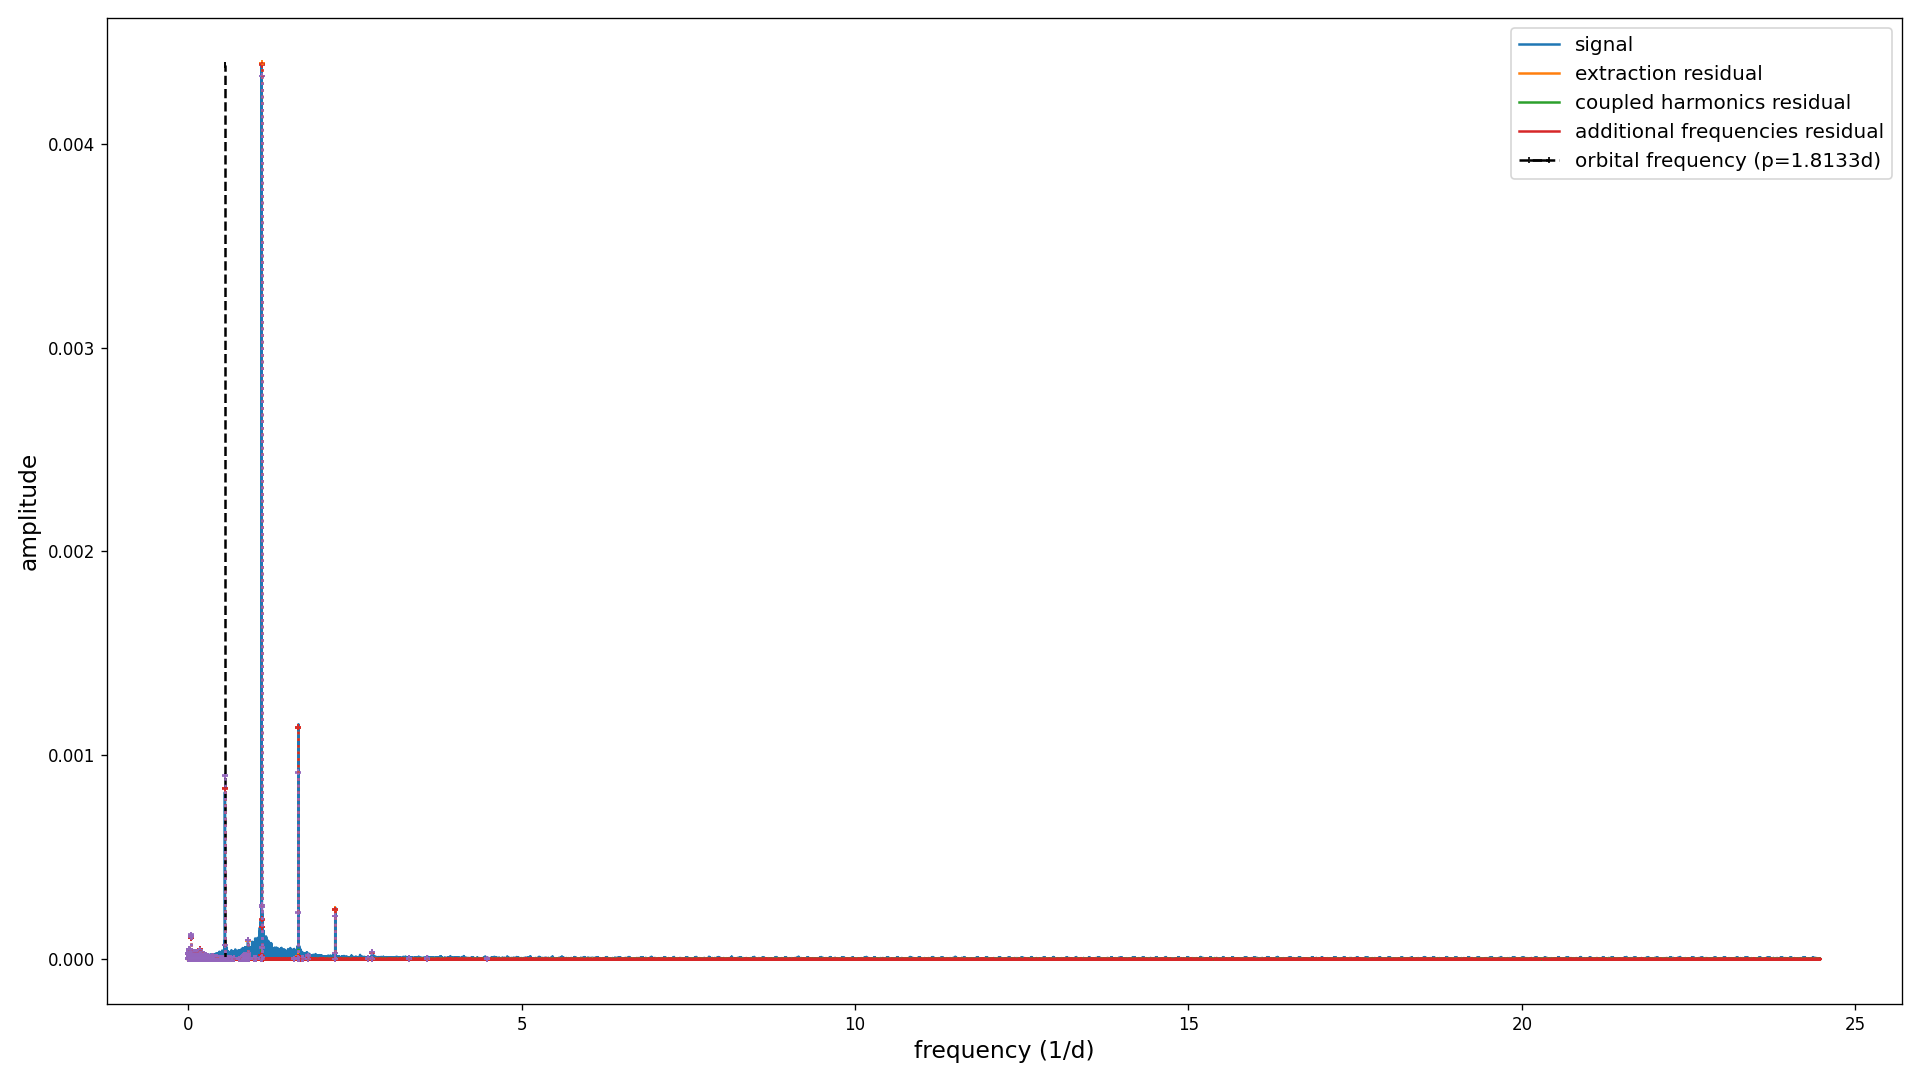 signal
extraction residual
coupled harmonics residual
additional frequencies residual
orbital frequency (p=1.8133d)
amplitude
0.004
0.003
0.002
0.001
0.000
0
5
10
15
20
25
frequency (1/d)